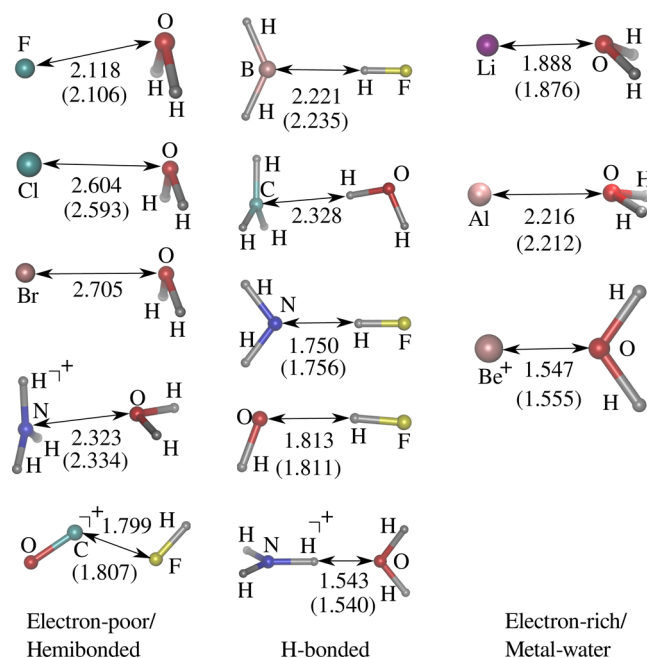 F
O
2.118
(2.106)
H
H
Cl
O
2.604
(2.593)
H
H
Br
O
2.705
H
H
H ¬+
N
H
H
2.323
(2.334)
O
H
H
O
¬+
C
1.799
(1.807)
H
F
Electron-poor/
Hemibonded
H
B
H
2.221
(2.235)
H
F
H
C
H
H
2.328
H
O
H
H
N
H
1.750
(1.756)
H
F
O
H
1.813
(1.811)
H
F
H
N
H
H ¬+
1.543
(1.540)
H
O
H
H-bonded
Li
1.888
(1.876)
O
H
H
Al
2.216
(2.212)
O
H
H
Be+
1.547
(1.555)
H
O
H
Electron-rich/
Metal-water